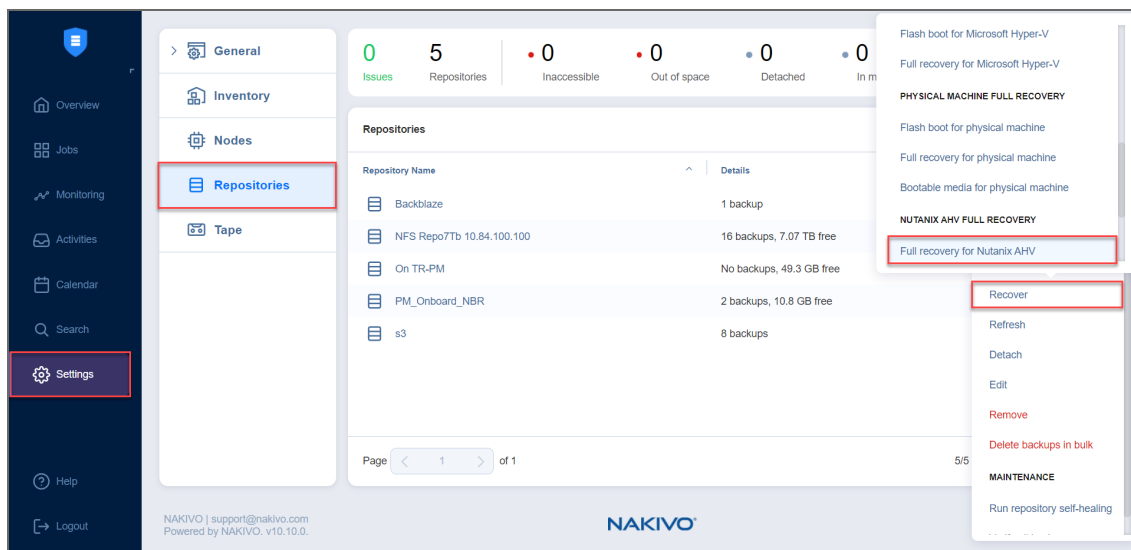 Overview
Jobs
Monitoring
Activities
Calendar
Search
Settings
Help
Logout
General
Inventory
Nodes
Repositories
Tape
0 5 0 0 0 0
Issues Repositories Inaccessible Out of space Detached In m
Repositories
Repository Name Details
Backblaze 1 backup
NFS Repo7Tb 10.84.100.100 16 backups, 7.07 TB free
On TR-PM No backups, 49.3 GB free
PM_Onboard_NBR 2 backups, 10.8 GB free
s3 8 backups
Page 1 of 1 5/5
Flash boot for Microsoft Hyper-V
Full recovery for Microsoft Hyper-V
PHYSICAL MACHINE FULL RECOVERY
Flash boot for physical machine
Full recovery for physical machine
Bootable media for physical machine
NUTANIX AHV FULL RECOVERY
Full recovery for Nutanix AHV
Recover
Refresh
Detach
Edit
Remove
Delete backups in bulk
MAINTENANCE
Run repository self-healing
NAKIVO | support@nakivo.com
Powered by NAKIVO. v10.10.0.
NAKIVO®